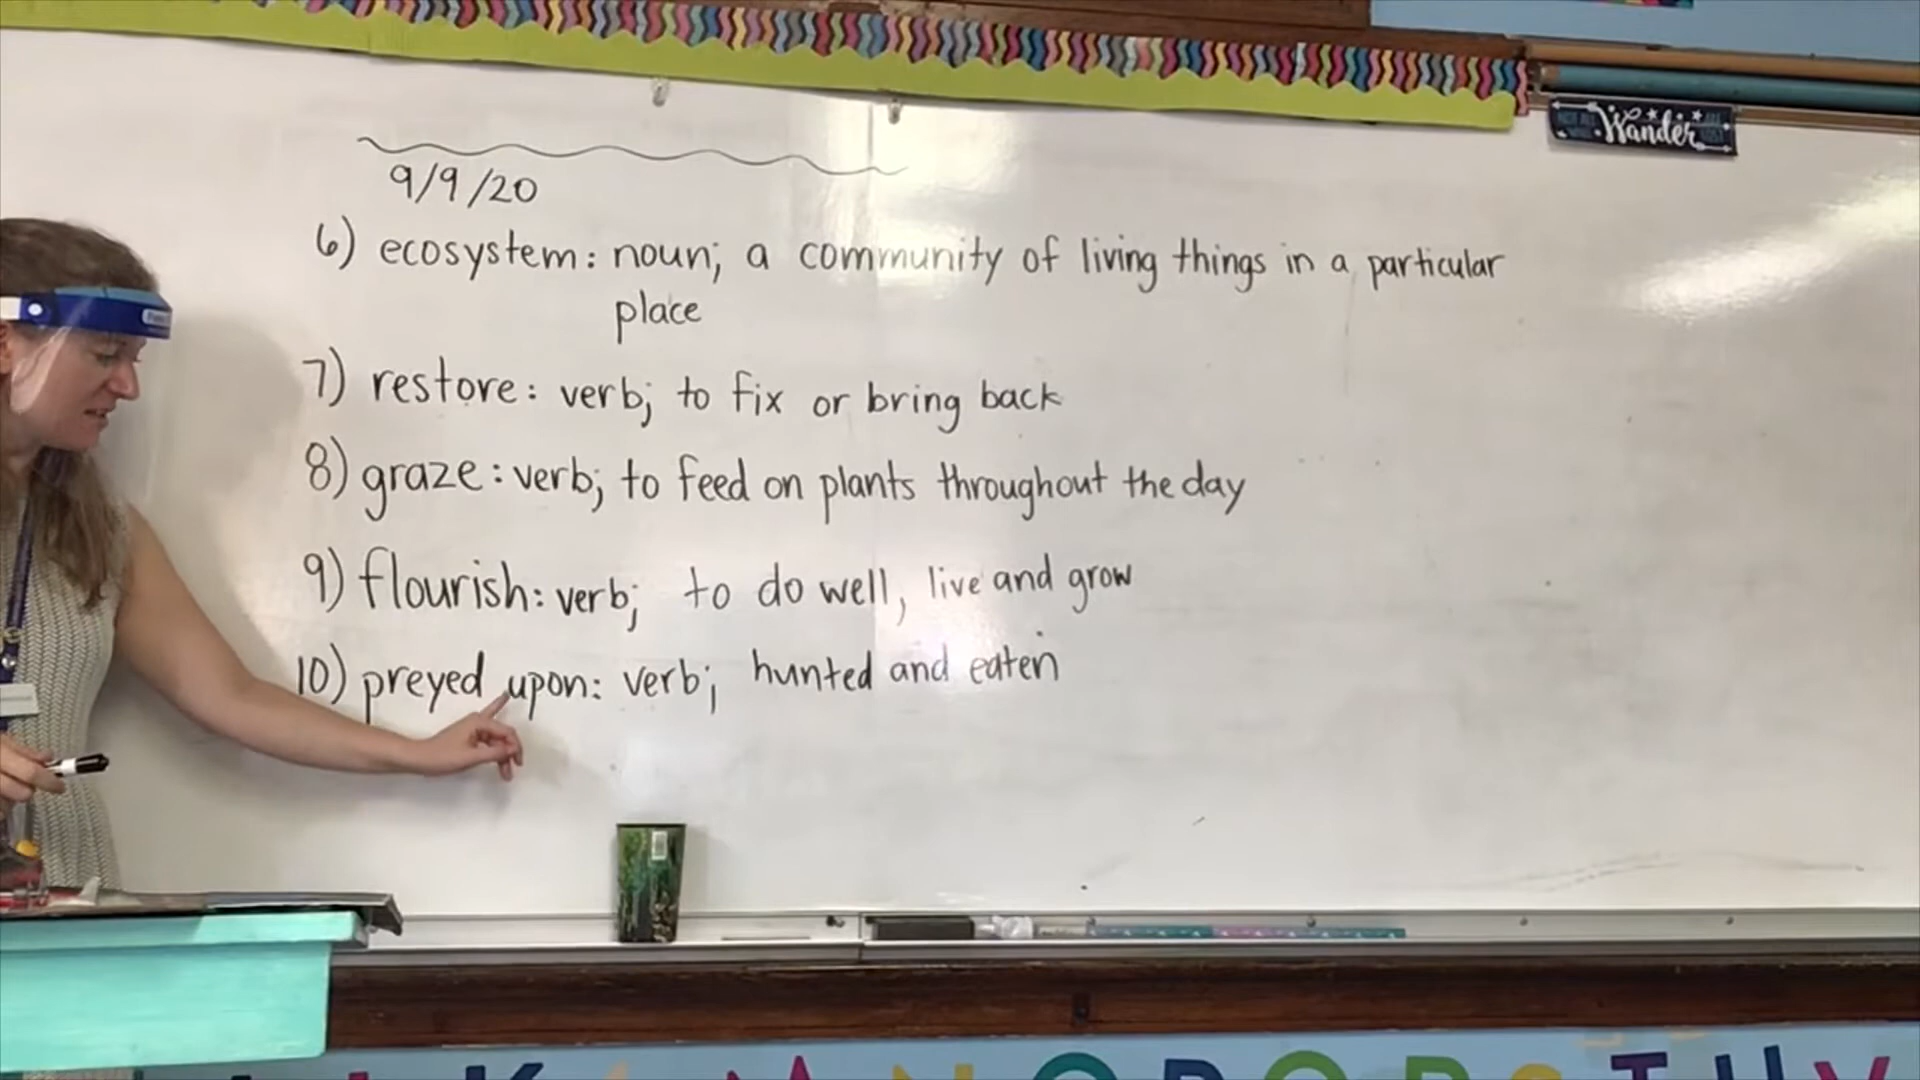 9/9/20
6) ecosystem: noun; a community of living things in a particular
place
7) restore: verb; to fix or bring back
8) graze: verb; to feed on plants throughout the day
9) flourish: verb; to do well, live and grow
10) preyed upon: verb; hunted and eaten
Wander